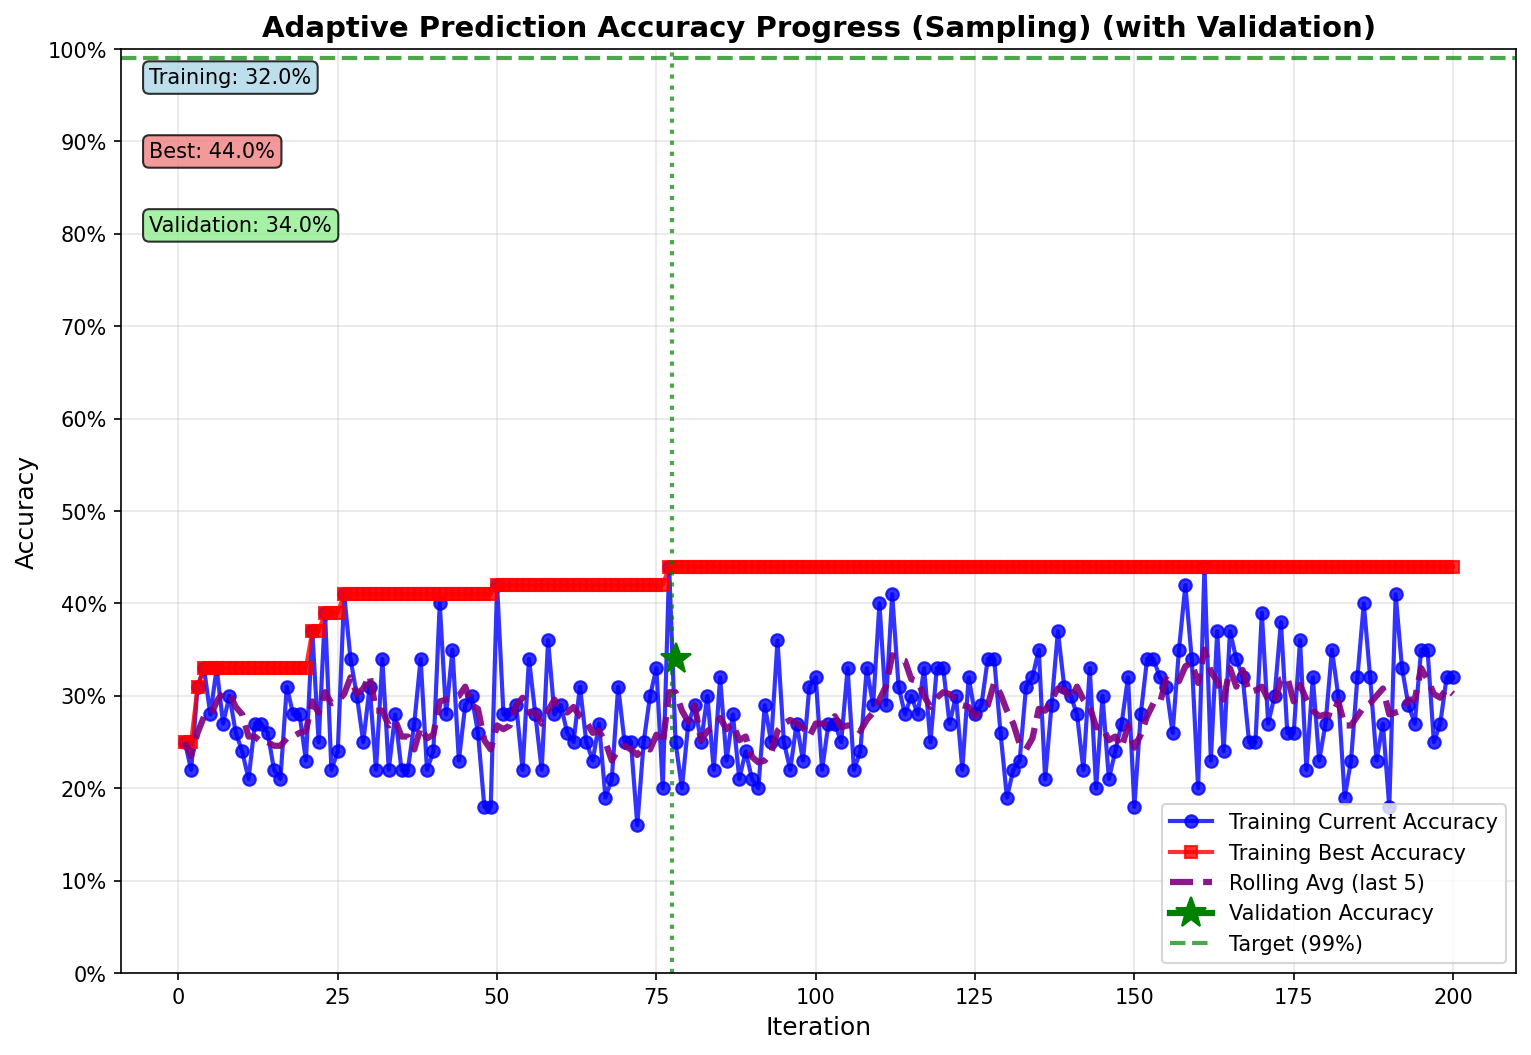 Adaptive Prediction Accuracy Progress (Sampling) (with Validation)
100%
90%
80%
70%
60%
50%
40%
30%
20%
10%
0%
Accuracy
Training: 32.0%
Best: 44.0%
Validation: 34.0%
Training Current Accuracy
Training Best Accuracy
Rolling Avg (last 5)
Validation Accuracy
Target (99%)
0
25
50
75
100
125
150
175
200
Iteration